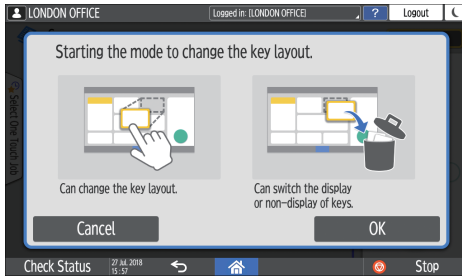 LONDON OFFICE
Logged in: [LONDON OFFICE]
?
Logout
Starting the mode to change the key layout.
Select One Touch Job
Can change the key layout.
Can switch the display
or non-display of keys.
Cancel
OK
Check Status
27 Jul. 2018
15 : 57
Stop